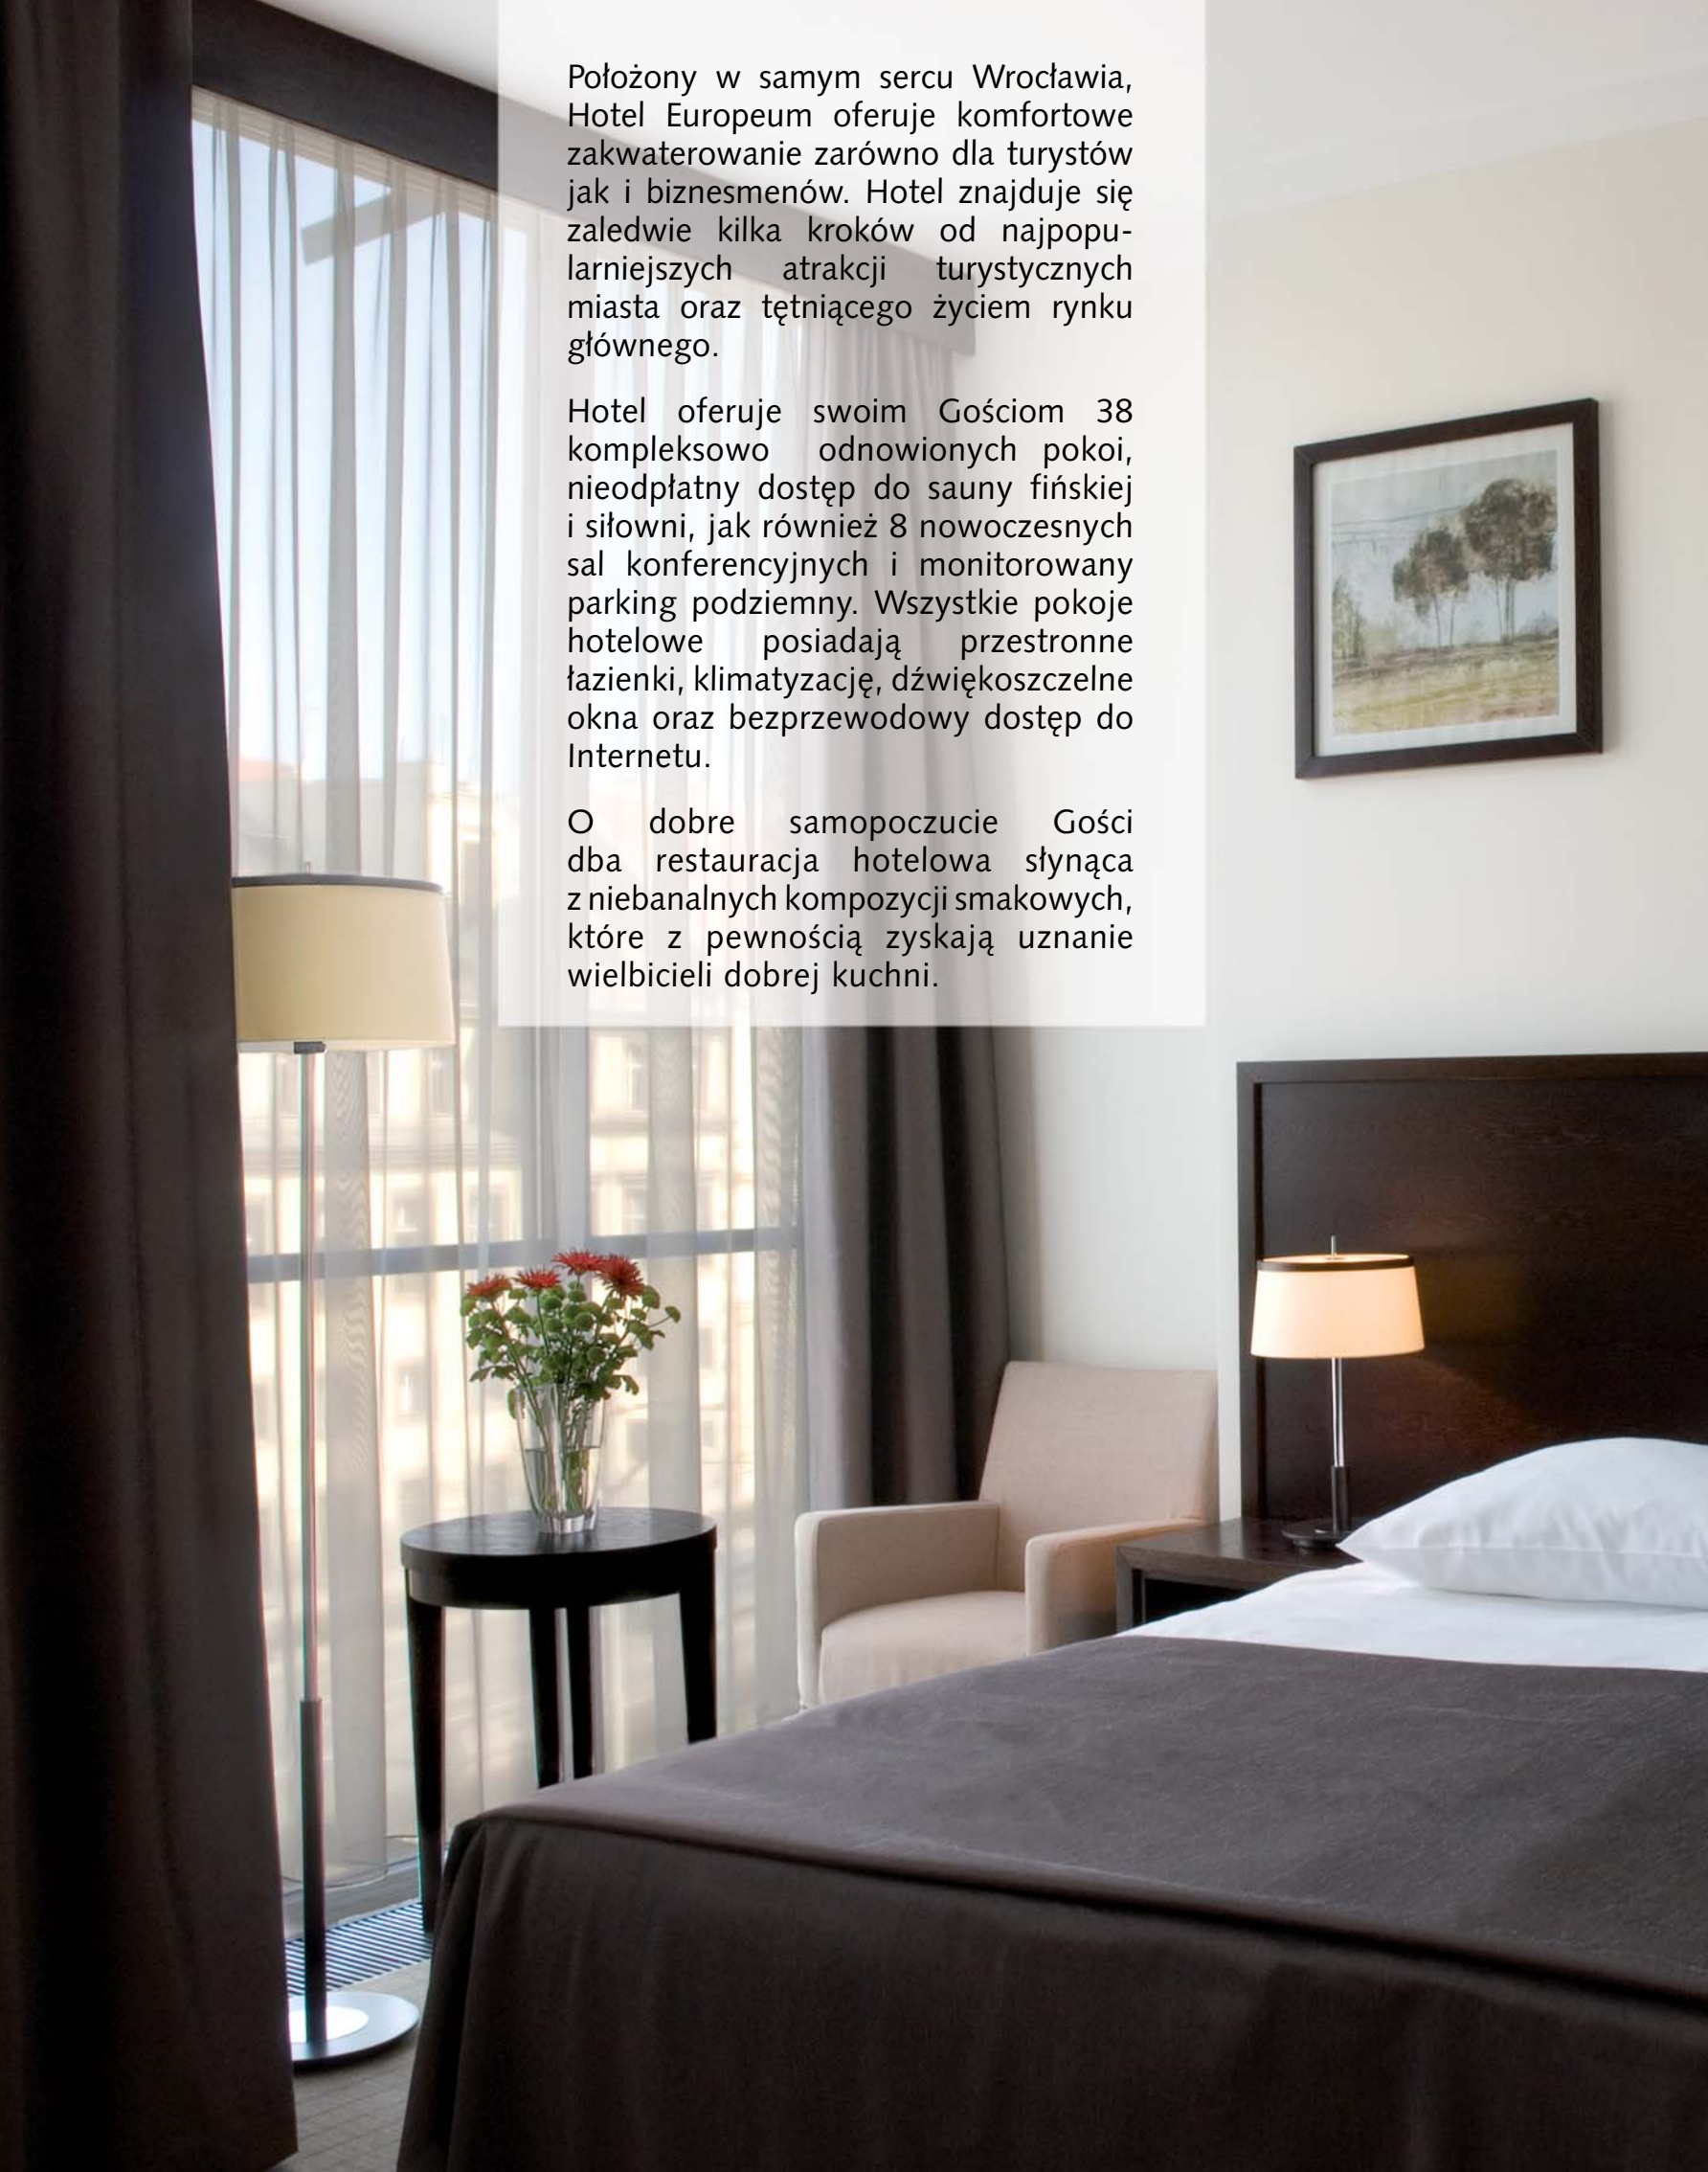 Położony w samym sercu Wrocławia,
Hotel Europeum oferuje komfortowe
zakwaterowanie zarówno dla turystów
jak i biznesmenów. Hotel znajduje się
zaledwie kilka kroków od najpopu-
larniejszych atrakcji turystycznych
miasta oraz tętniącego życiem rynku
głównego.
Hotel oferuje swoim Gościom 38
kompleksowo odnowionych pokoi,
nieodpłatny dostęp do sauny fińskiej
i siłowni, jak również 8 nowoczesnych
sal konferencyjnych i monitorowany
parking podziemny. Wszystkie pokoje
hotelowe posiadają przestronne
łazienki, klimatyzację, dźwiękoszczelne
okna oraz bezprzewodowy dostęp do
Internetu.
O dobre samopoczucie Gości
dba restauracja hotelowa słynąca
z niebanalnych kompozycji smakowych,
które z pewnością zyskają uznanie
wielbicieli dobrej kuchni.